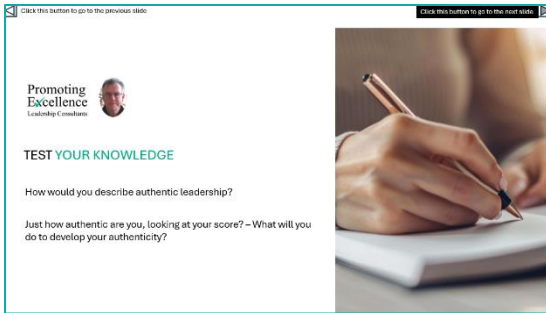 Click this button to go to the previous slide
Click this button to go to the next slide
Promoting
Excellence
Leadership Consultants
TEST YOUR KNOWLEDGE
How would you describe authentic leadership?
Just how authentic are you, looking at your score? – What will you
do to develop your authenticity?